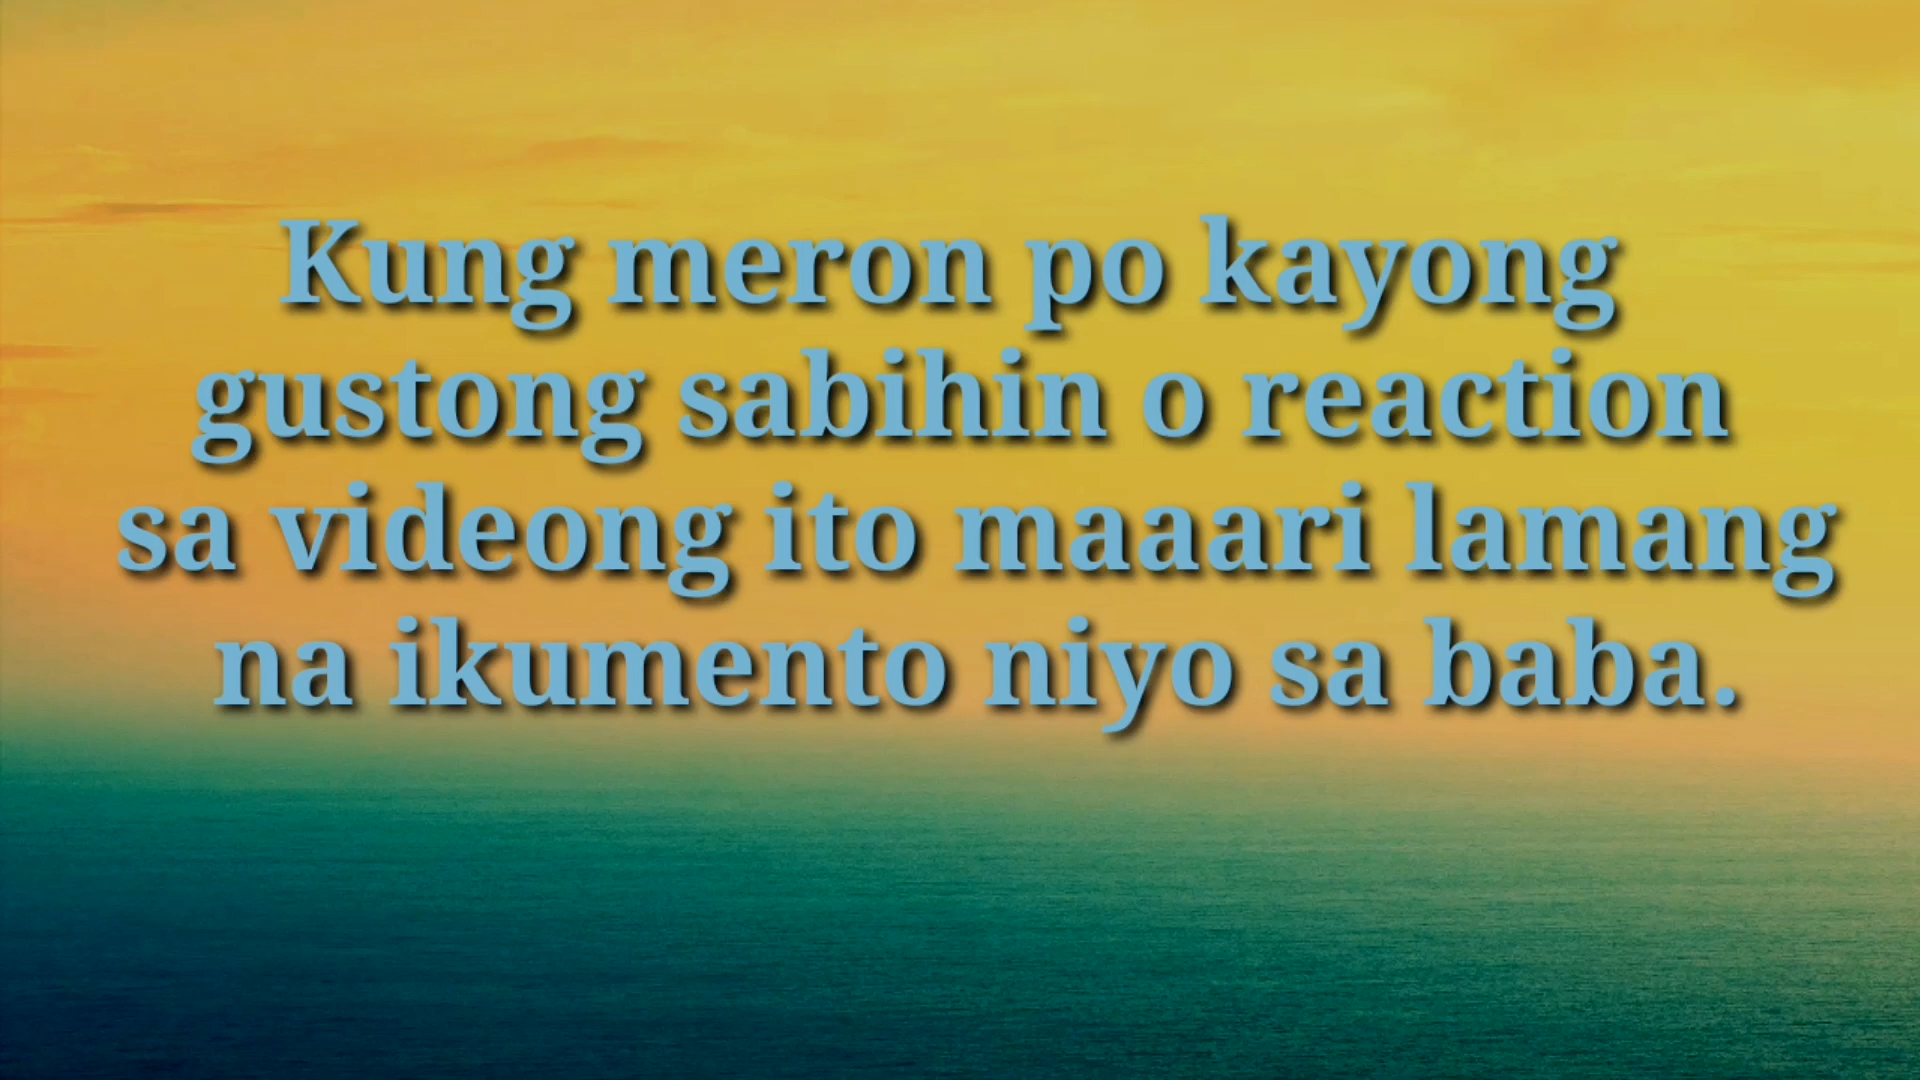 Kung meron po kayong
gustong sabihin o reaction
sa videong ito maaari lamang
na ikumento niyo sa baba.